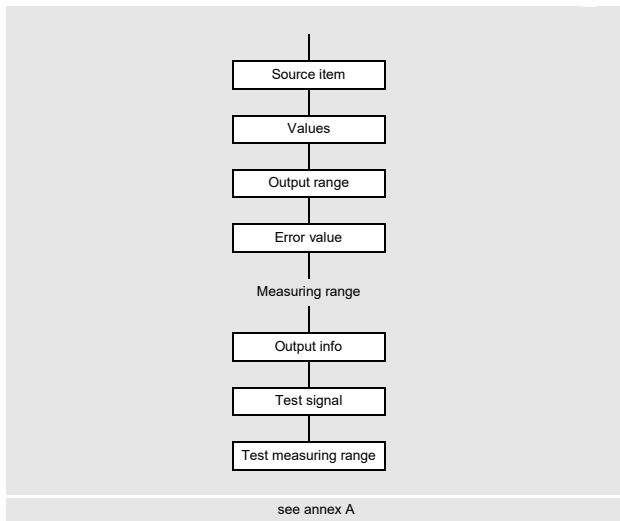 Source item
Values
Output range
Error value
Measuring range
Output info
Test signal
Test measuring range
see annex A